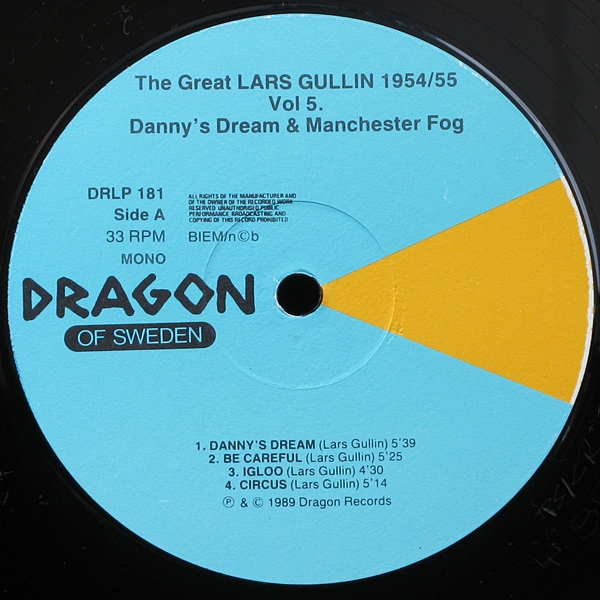 The Great LARS GULLIN 1954/55
Vol 5.
Danny's Dream & Manchester Fog
DRLP 181
Side A
33 RPM
MONO
ALL RIGHTS OF THE MANUFACTURER AND
OF THE OWNER OF THE RECORDED WORK
RESERVED UNAUTHORISED PUBLIC
PERFORMANCE BROADCASTING AND
COPYING OF THIS RECORD PROHIBITED
BIEM/n©b
DRAGON
OF SWEDEN
1. DANNY'S DREAM (Lars Gullin) 5'39
2. BE CAREFUL (Lars Gullin) 5'25
3. IGLOO (Lars Gullin) 4'30
4. CIRCUS (Lars Gullin) 5'14
℗ & © 1989 Dragon Records